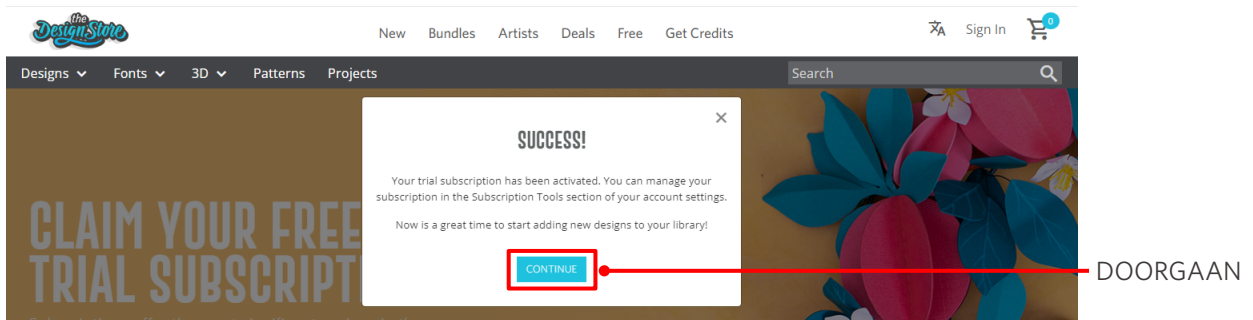 the
Design Store
New Bundles Artists Deals Free Get Credits
Sign In
0
Designs Fonts 3D Patterns Projects
Search
SUCCESS!
Your trial subscription has been activated. You can manage your
subscription in the Subscription Tools section of your account settings.
Now is a great time to start adding new designs to your library!
CONTINUE
DOORGAAN
CLAIM YOUR FREE
TRIAL SUBSCRIPT